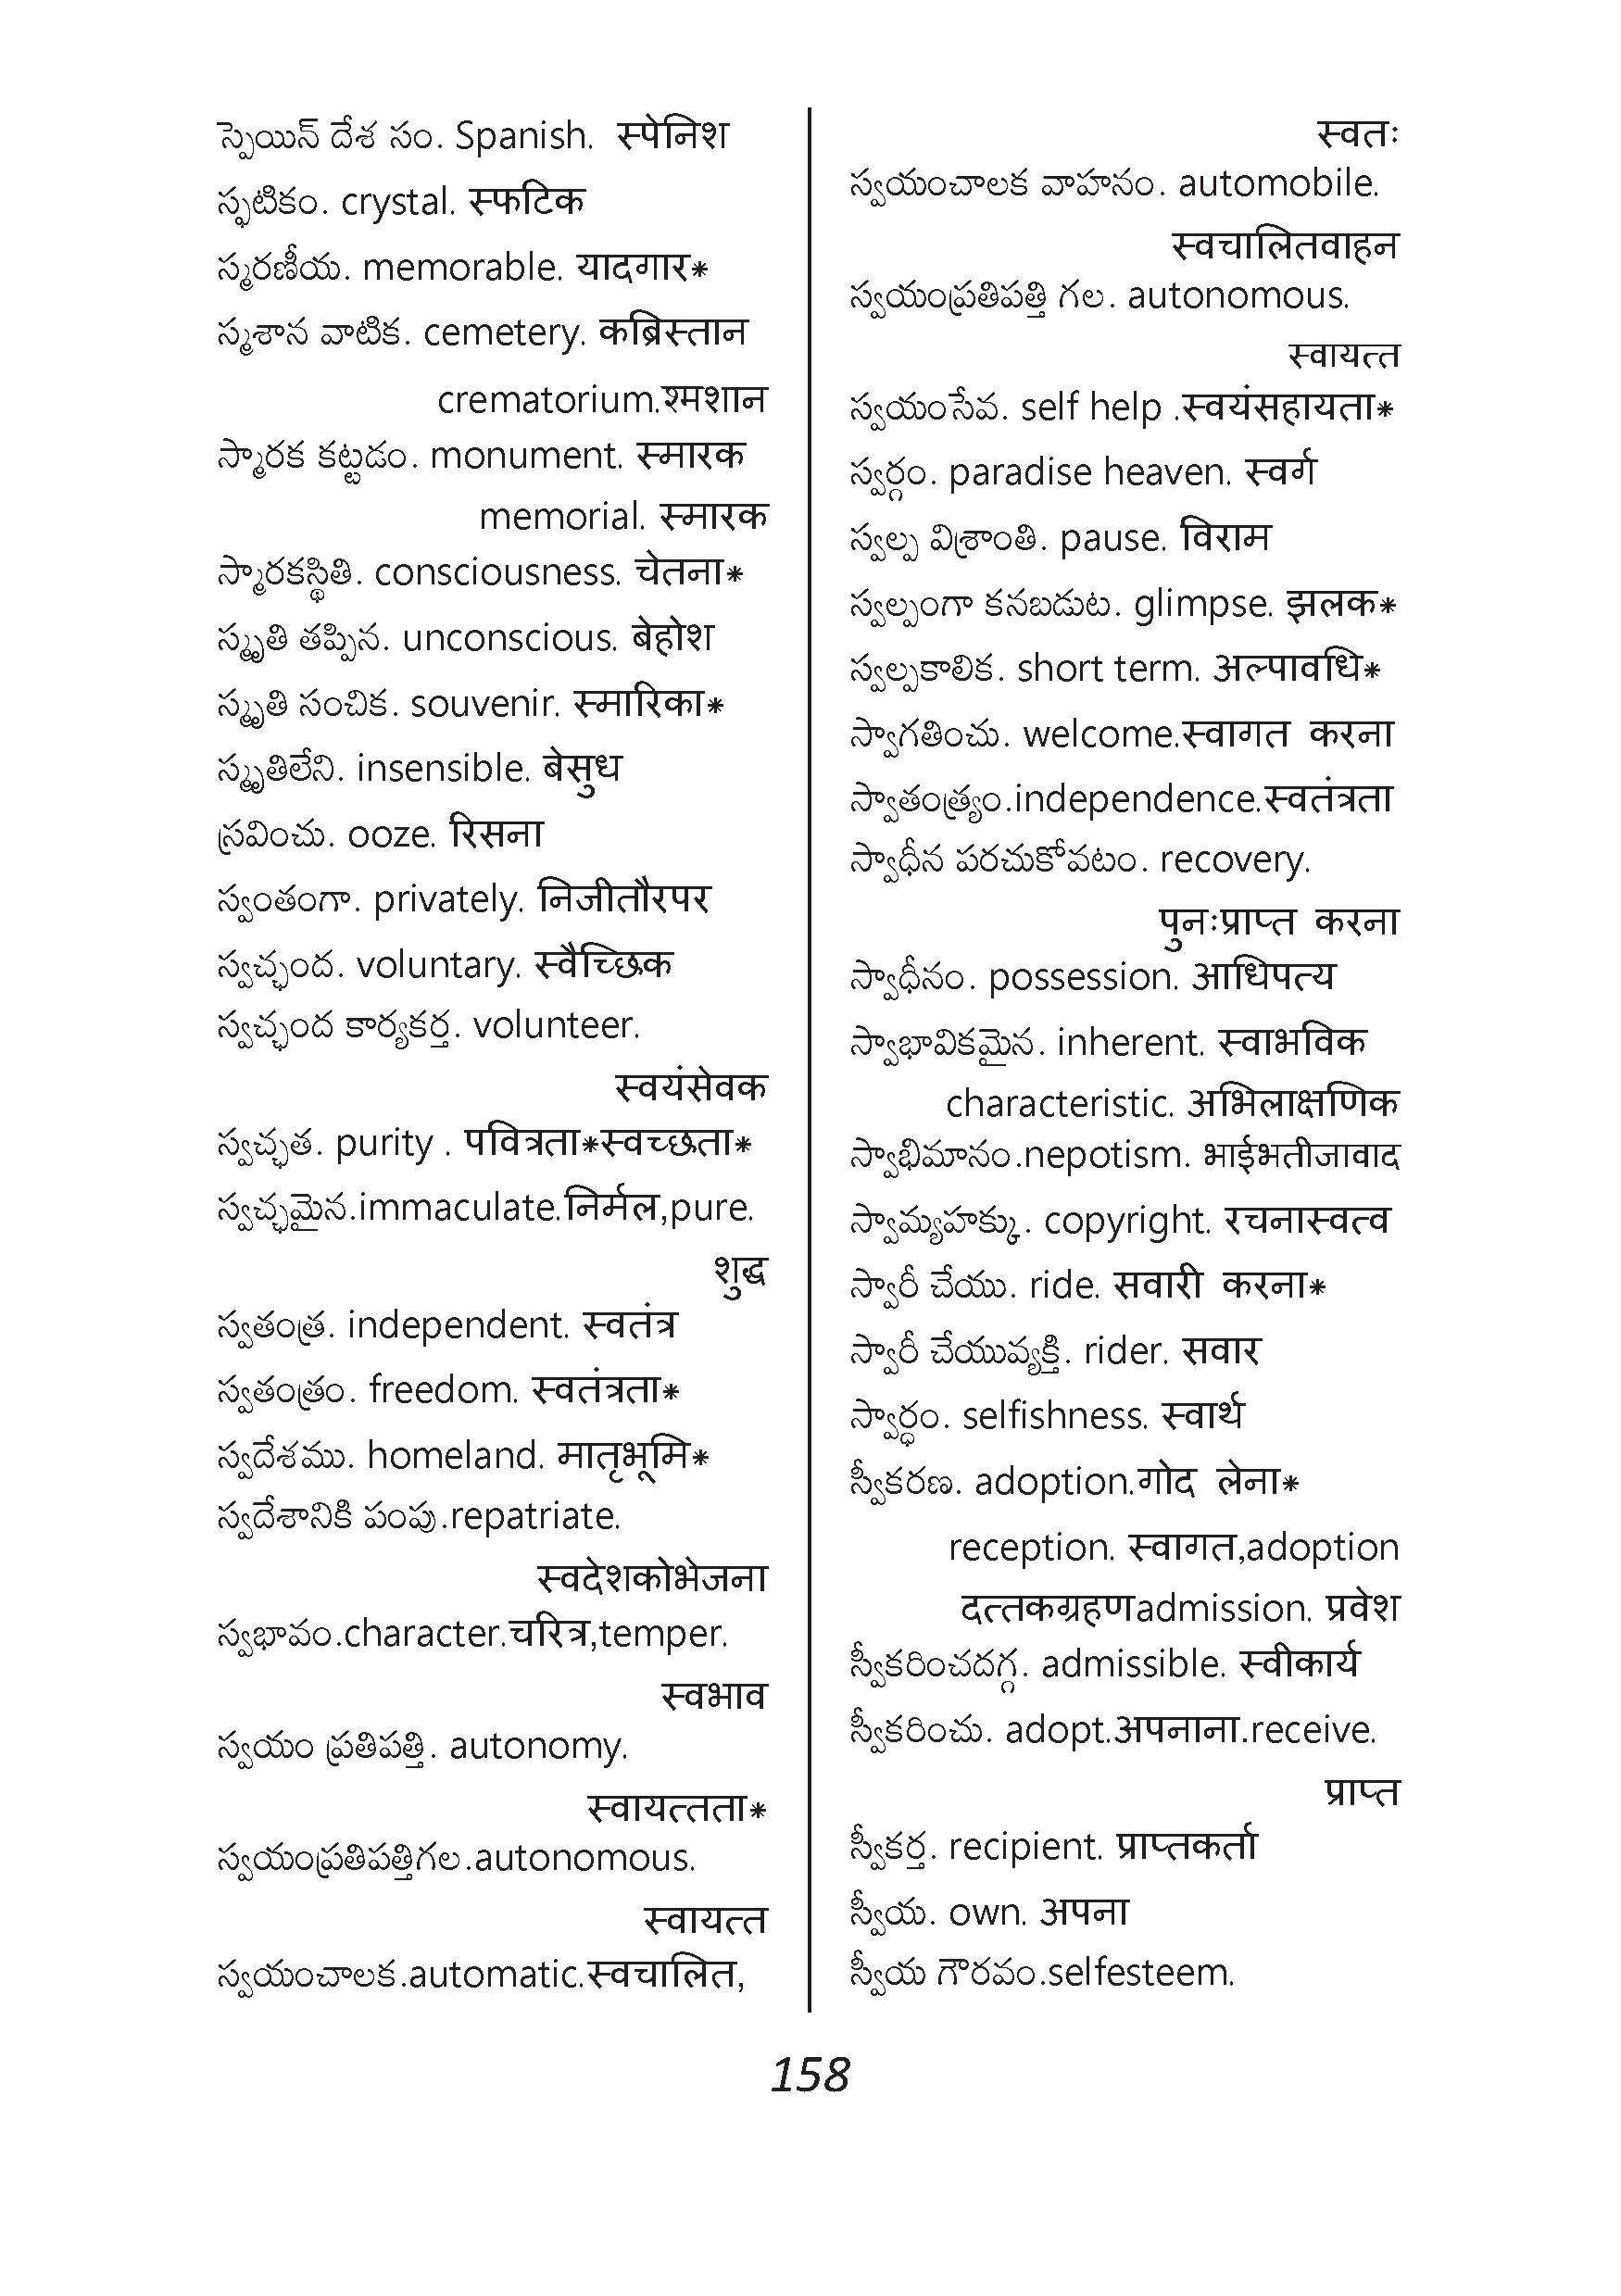 స్పెయిన్ దేశ సం. Spanish. स्पेनिश
స్ఫటికం. crystal. स्फटिक
స్మరణీయ. memorable. यादगार*
స్మశాన వాటిక. cemetery. कब्रिस्तान
crematorium.श्मशान
స్మారక కట్టడం. monument. स्मारक
memorial. स्मारक
స్మారకస్థితి. consciousness. चेतना*
స్మృతి తప్పిన. unconscious. बेहोश
స్మృతి సంచిక. souvenir. स्मारिका*
స్మృతిలేని. insensible. बेसुध
స్రవించు. ooze. रिसना
స్వంతంగా. privately. निजीतौरपर
స్వచ్ఛంద. voluntary. स्वैच्छिक
స్వచ్ఛంద కార్యకర్త. volunteer.
स्वयंसेवक
స్వచ్ఛత. purity . पवित्रता*स्वच्छता*
స్వచ్ఛమైన.immaculate.निर्मल,pure.
शुद्ध
స్వతంత్ర. independent. स्वतंत्र
స్వతంత్రం. freedom. स्वतंत्रता*
స్వదేశము. homeland. मातृभूमि*
స్వదేశానికి పంపు.repatriate.
स्वदेशकोभेजना
స్వభావం.character.चरित्र,temper.
स्वभाव
స్వయం ప్రతిపత్తి. autonomy.
स्वायत्तता*
స్వయంప్రతిపత్తిగల.autonomous.
स्वायत्त
స్వయంచాలక.automatic.स्वचालित,
स्वतः
స్వయంచాలక వాహనం. automobile.
स्वचालितवाहन
స్వయంప్రతిపత్తి గల. autonomous.
स्वायत्त
స్వయంసేవ. self help .स्वयंसहायता*
స్వర్గం. paradise heaven. स्वर्ग
స్వల్ప విశ్రాంతి. pause. विराम
స్వల్పంగా కనబడుట. glimpse. झलक*
స్వల్పకాలిక. short term. अल्पावधि*
స్వాగతించు. welcome.स्वागत करना
స్వాతంత్ర్యం.independence.स्वतंत्रता
స్వాధీన పరచుకోవటం. recovery.
पुनःप्राप्त करना
స్వాధీనం. possession. आधिपत्य
స్వాభావికమైన. inherent. स्वाभविक
characteristic. अभिलाक्षणिक
స్వాభిమానం.nepotism. भाईभतीजावाद
స్వామ్యహక్కు. copyright. रचनास्वत्व
స్వారీ చేయు. ride. सवारी करना*
స్వారీ చేయువ్యక్తి. rider. सवार
స్వార్ధం. selfishness. स्वार्थ
స్వీకరణ. adoption.गोद लेना*
reception. स्वागत,adoption
दत्तकग्रहणadmission. प्रवेश
స్వీకరించదగ్గ. admissible. स्वीकार्य
స్వీకరించు. adopt.अपनाना.receive.
प्राप्त
స్వీకర్త. recipient. प्राप्तकर्ता
స్వీయ. own. अपना
స్వీయ గౌరవం.selfesteem.
158